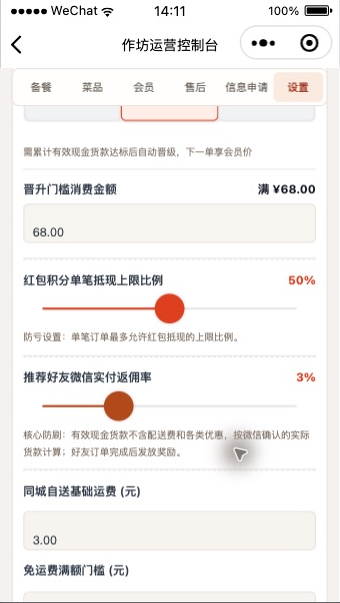 WeChat 14:11 100%
作坊运营控制台
备餐 菜品 会员 售后 信息申请 设置
需累计有效现金货款达标后自动晋级，下一单享会员价
晋升门槛消费金额 满 ¥68.00
68.00
红包积分单笔抵现上限比例 50%
防亏设置：单笔订单最多允许红包抵现的上限比例。
推荐好友微信实付返佣率 3%
核心防刷：有效现金货款不含配送费和各类优惠，按微信确认的实际
货款计算；好友订单完成后发放奖励。
同城自送基础运费 (元)
3.00
免运费满额门槛 (元)